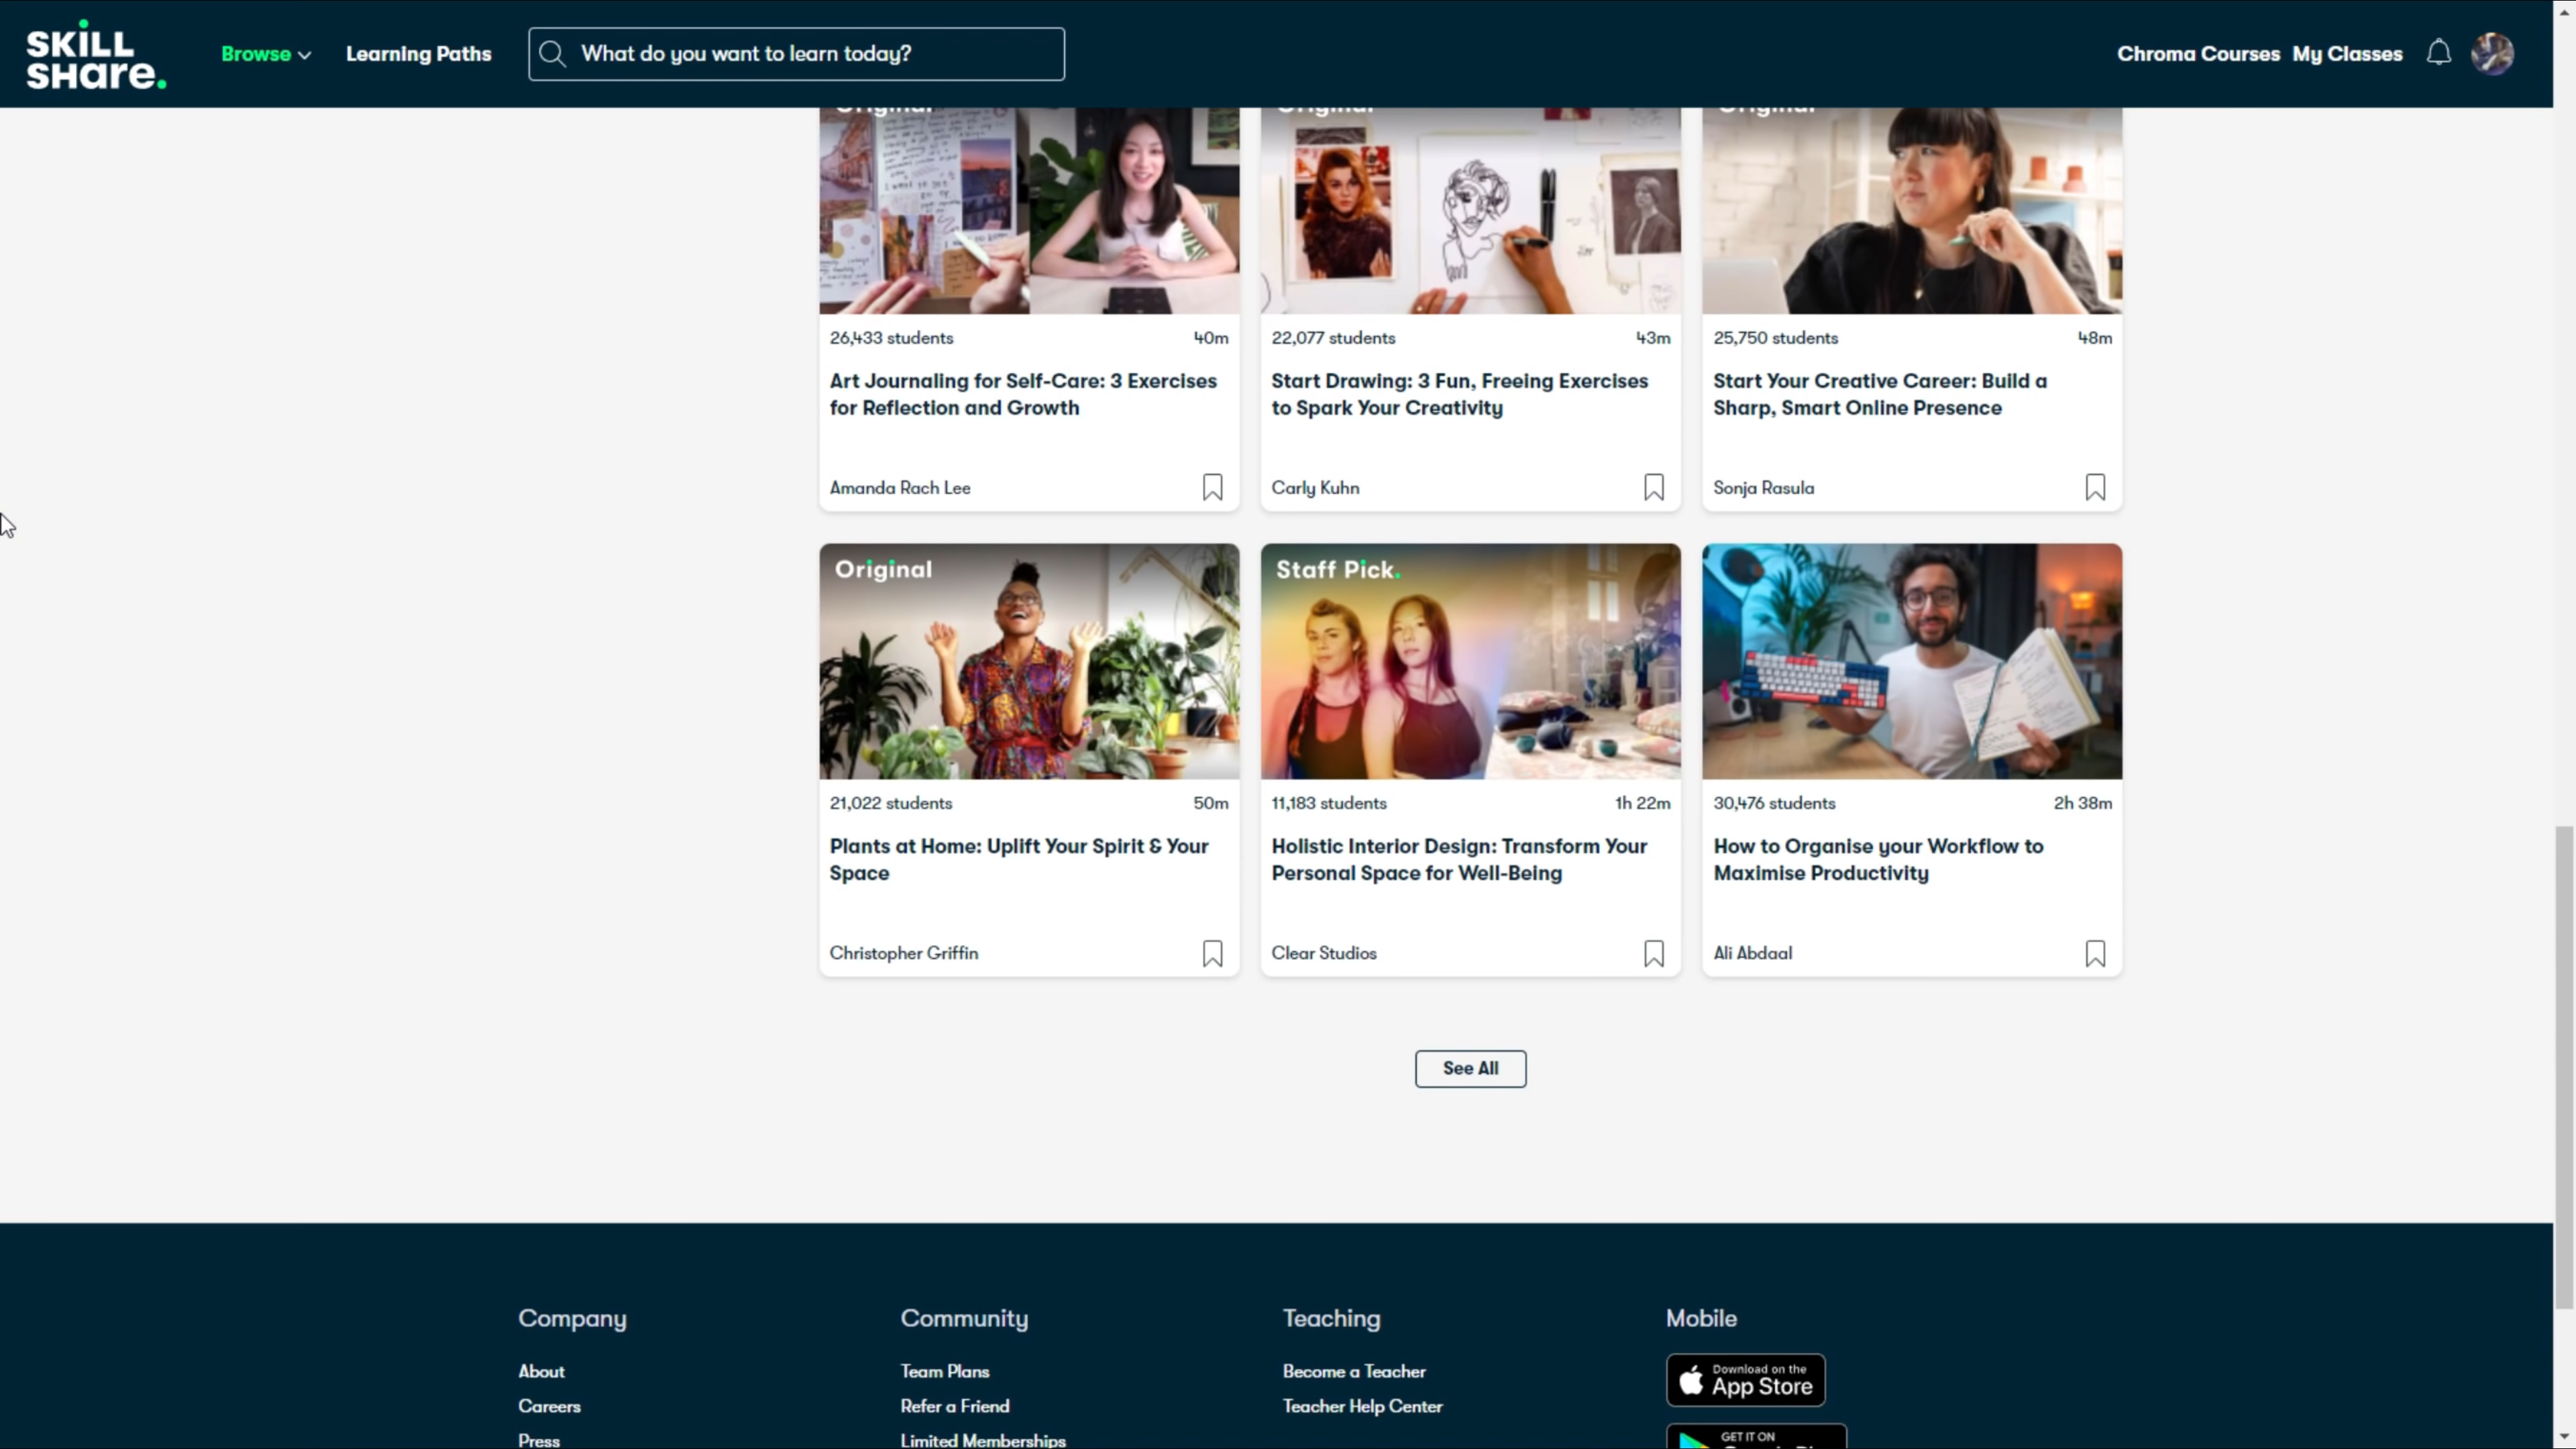 SKILL
SHare.
Browse
Learning Paths
What do you want to learn today?
Chroma Courses
My Classes
Original
Original
Original
26,433 students
40m
Art Journaling for Self-Care: 3 Exercises
for Reflection and Growth
Amanda Rach Lee
22,077 students
43m
Start Drawing: 3 Fun, Freeing Exercises
to Spark Your Creativity
Carly Kuhn
25,750 students
48m
Start Your Creative Career: Build a
Sharp, Smart Online Presence
Sonja Rasula
Original
21,022 students
50m
Plants at Home: Uplift Your Spirit & Your
Space
Christopher Griffin
Staff Pick.
11,183 students
1h 22m
Holistic Interior Design: Transform Your
Personal Space for Well-Being
Clear Studios
30,476 students
2h 38m
How to Organise your Workflow to
Maximise Productivity
Ali Abdaal
See All
Company
About
Careers
Press
Community
Team Plans
Refer a Friend
Limited Memberships
Teaching
Become a Teacher
Teacher Help Center
Mobile
Download on the
App Store
GET IT ON